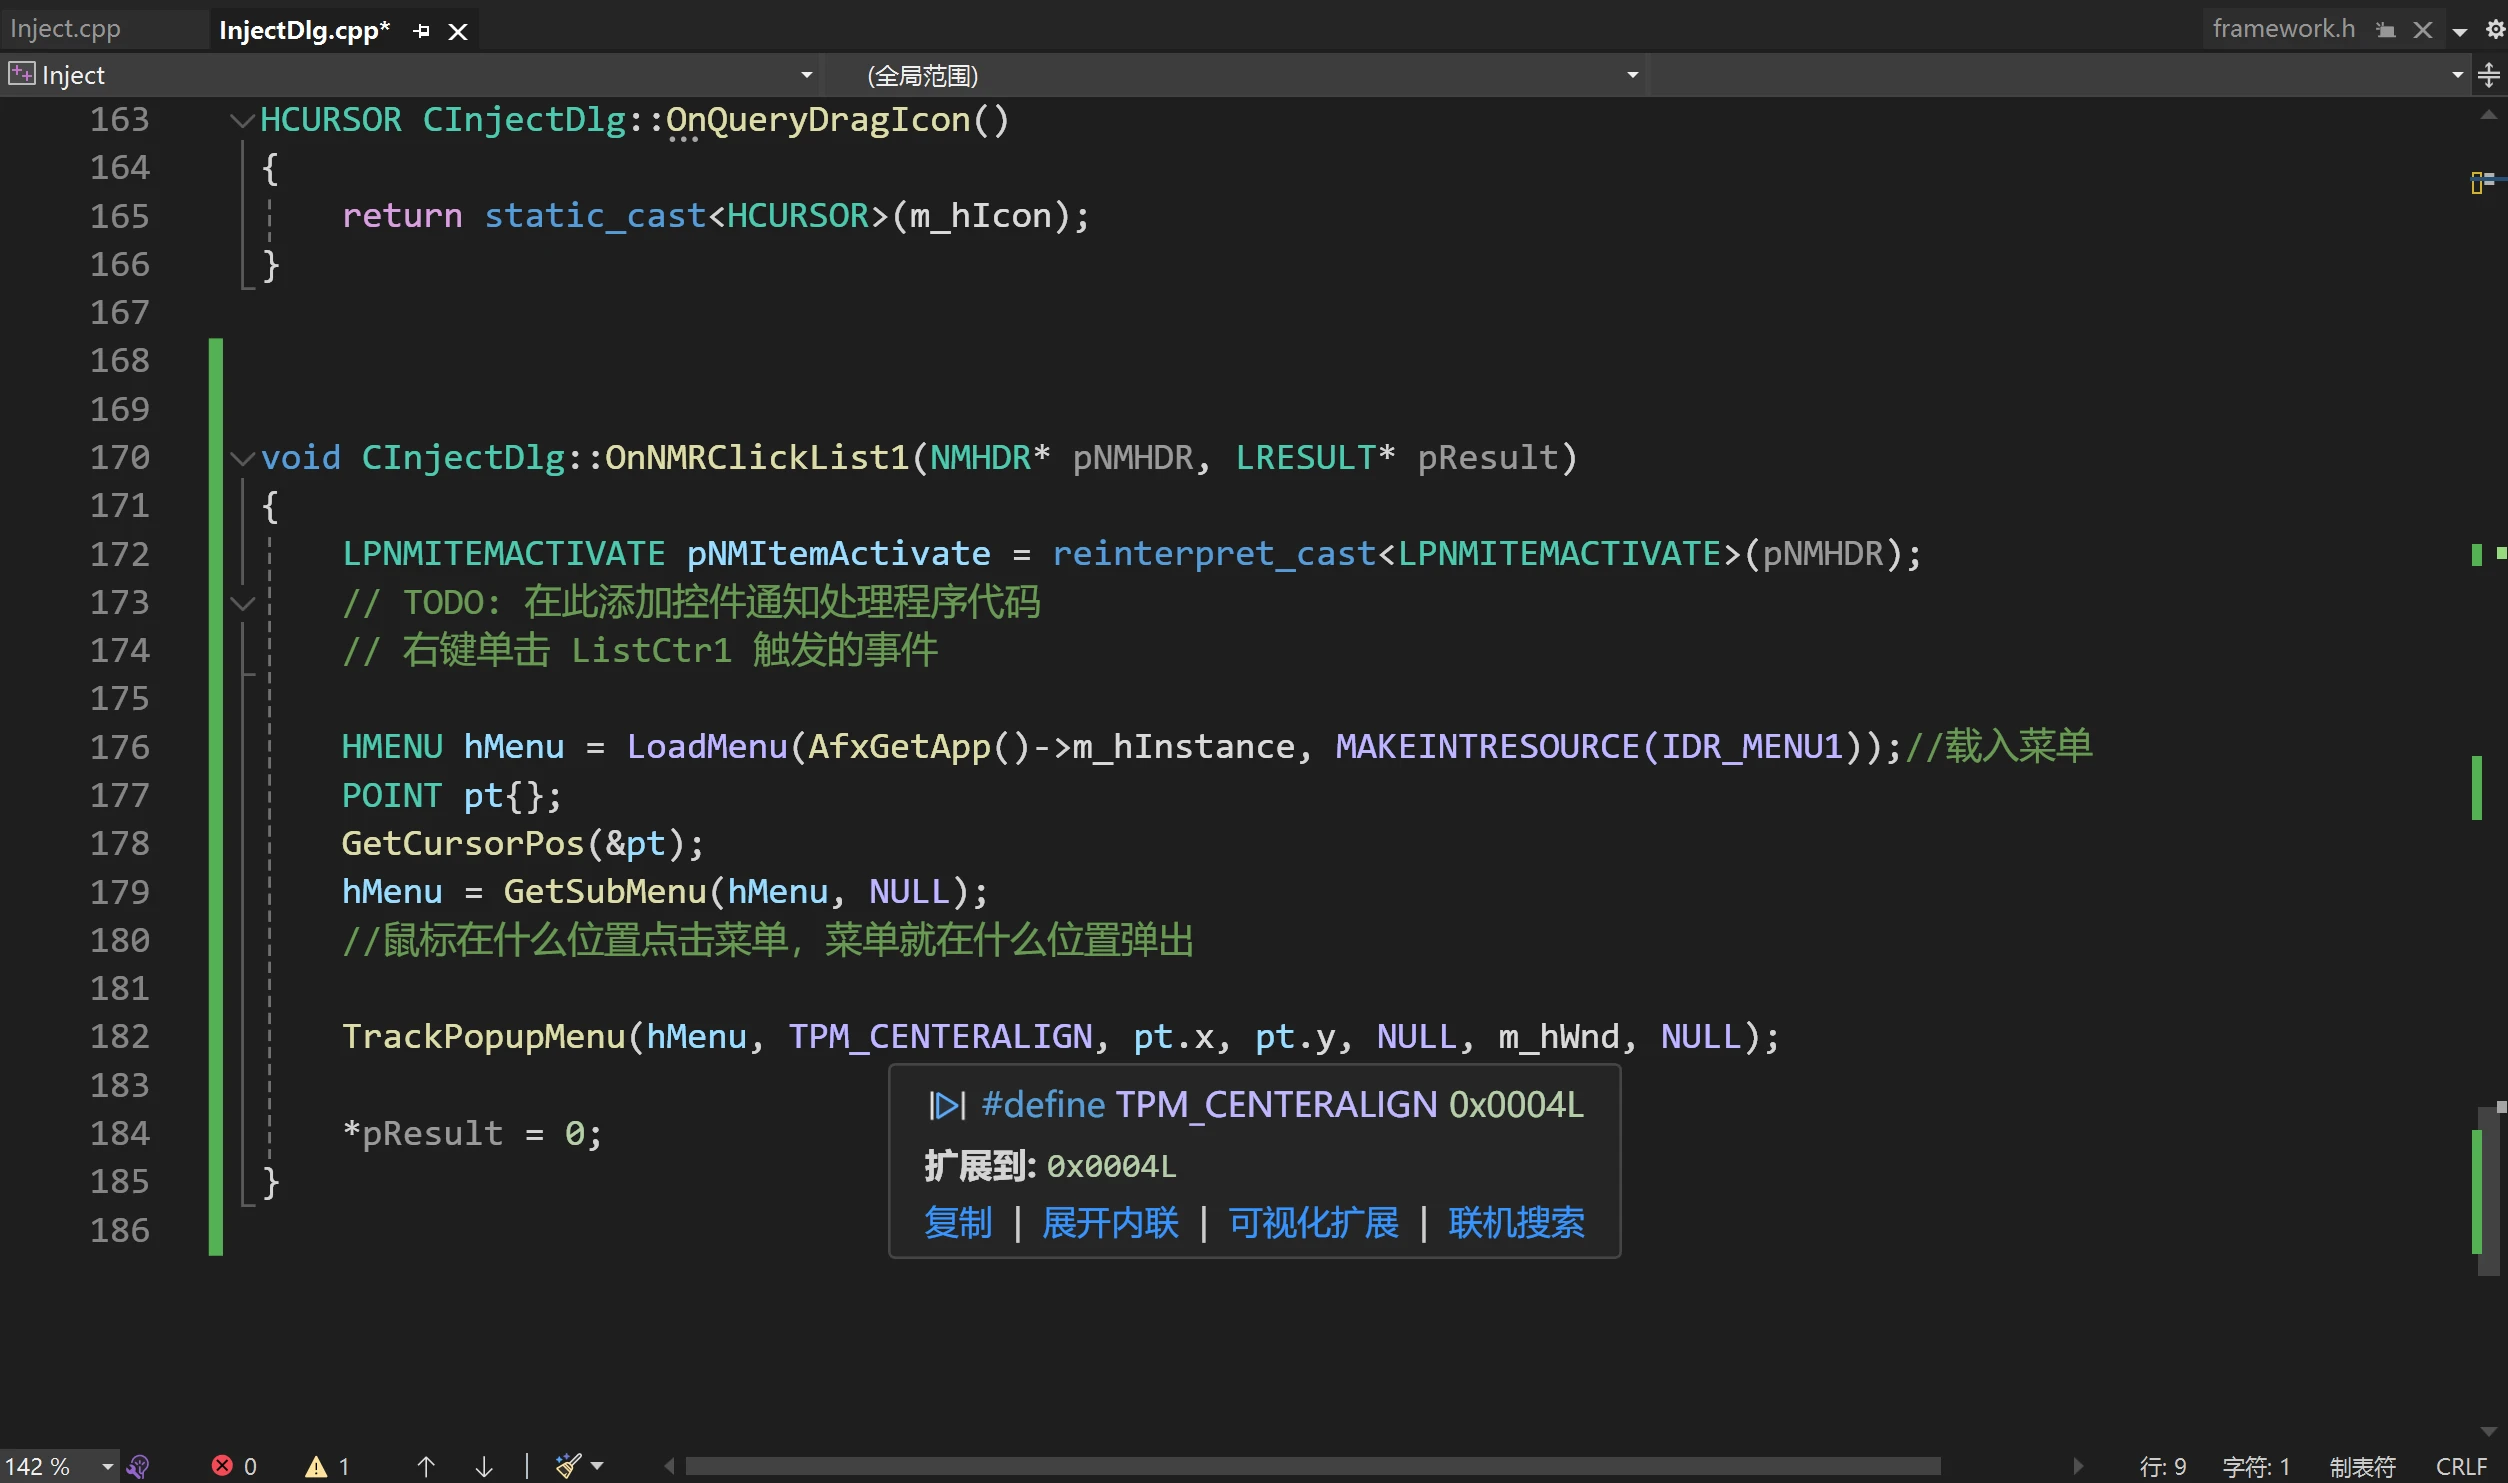 Inject.cpp InjectDlg.cpp* framework.h
Inject (全局范围)
163 HCURSOR CInjectDlg::OnQueryDragIcon()
164 {
165 return static_cast<HCURSOR>(m_hIcon);
166 }
167
168
169
170 void CInjectDlg::OnNMRClickList1(NMHDR* pNMHDR, LRESULT* pResult)
171 {
172 LPNMITEMACTIVATE pNMItemActivate = reinterpret_cast<LPNMITEMACTIVATE>(pNMHDR);
173 // TODO: 在此添加控件通知处理程序代码
174 // 右键单击 ListCtr1 触发的事件
175
176 HMENU hMenu = LoadMenu(AfxGetApp()->m_hInstance, MAKEINTRESOURCE(IDR_MENU1));//载入菜单
177 POINT pt{};
178 GetCursorPos(&pt);
179 hMenu = GetSubMenu(hMenu, NULL);
180 //鼠标在什么位置点击菜单，菜单就在什么位置弹出
181
182 TrackPopupMenu(hMenu, TPM_CENTERALIGN, pt.x, pt.y, NULL, m_hWnd, NULL);
183
#define TPM_CENTERALIGN 0x0004L
184 *pResult = 0;
扩展到: 0x0004L
185 }
复制 | 展开内联 | 可视化扩展 | 联机搜索
186
142 % 0 1 行: 9 字符: 1 制表符 CRLF